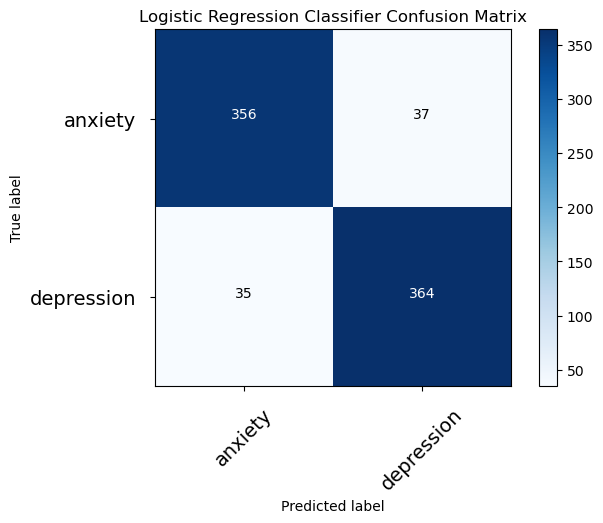 Logistic Regression Classifier Confusion Matrix
True label
anxiety
356
37
depression
35
364
anxiety
depression
Predicted label
350
300
250
200
150
100
50